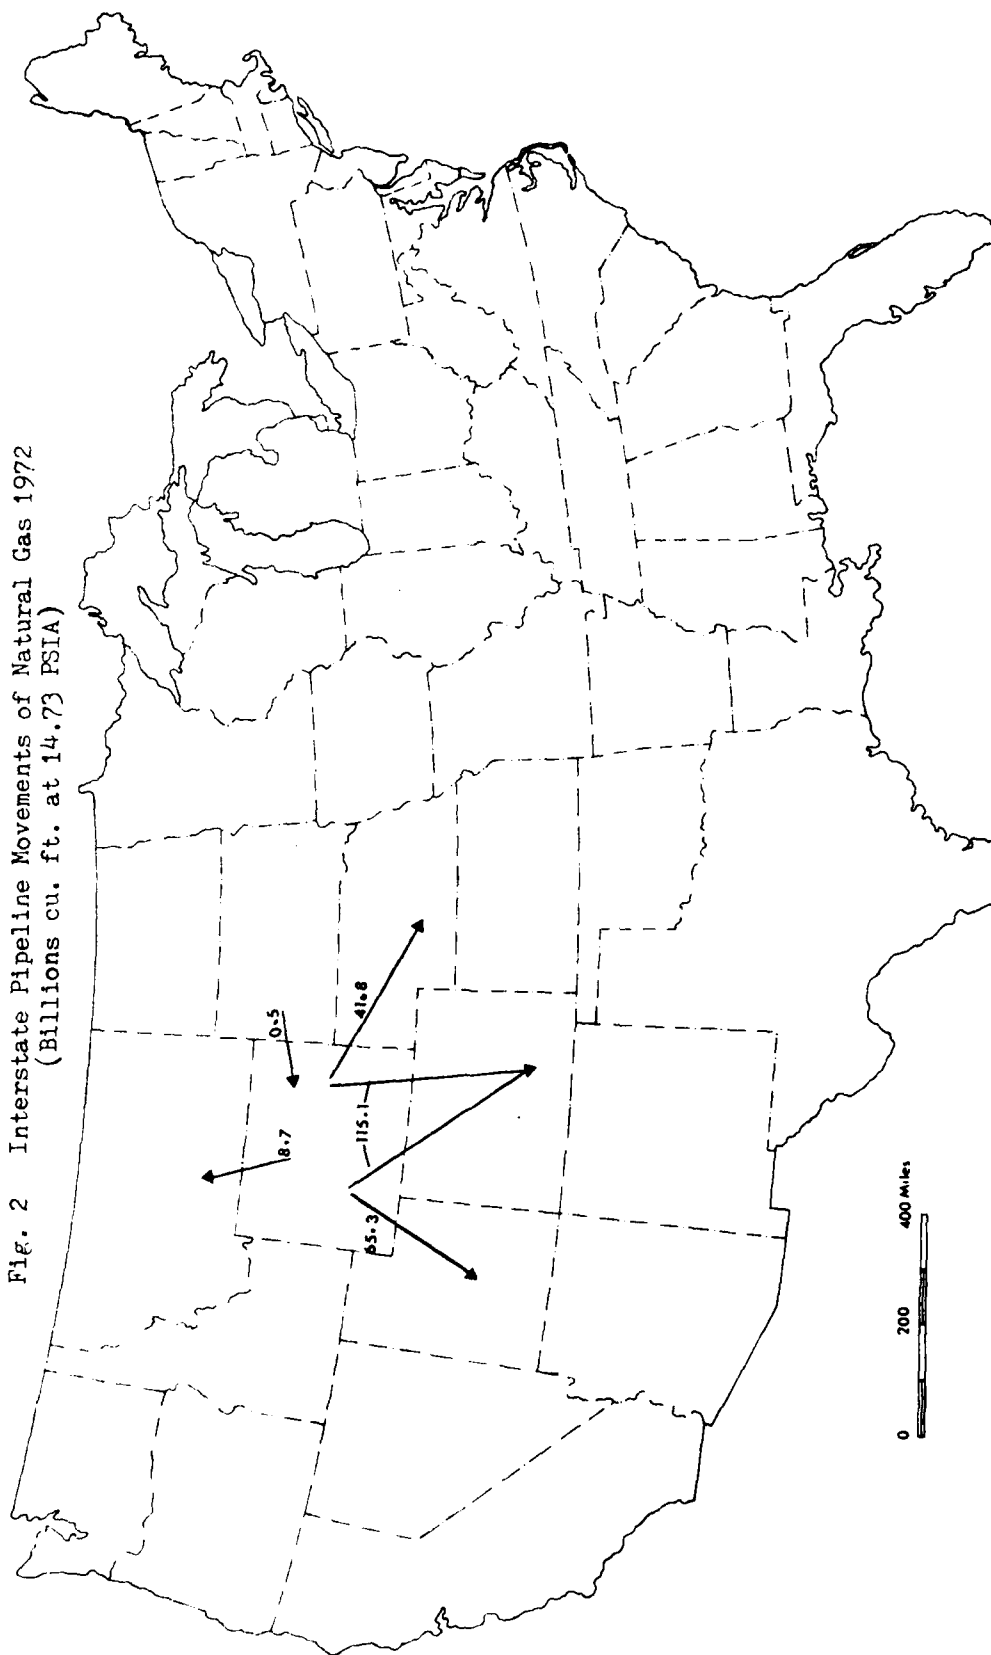 Fig. 2 Interstate Pipeline Movements of Natural Gas 1972
(Billions cu. ft. at 14.73 PSIA)
8.7
0.5
41.8
115.1
65.3
0 200 400 Miles